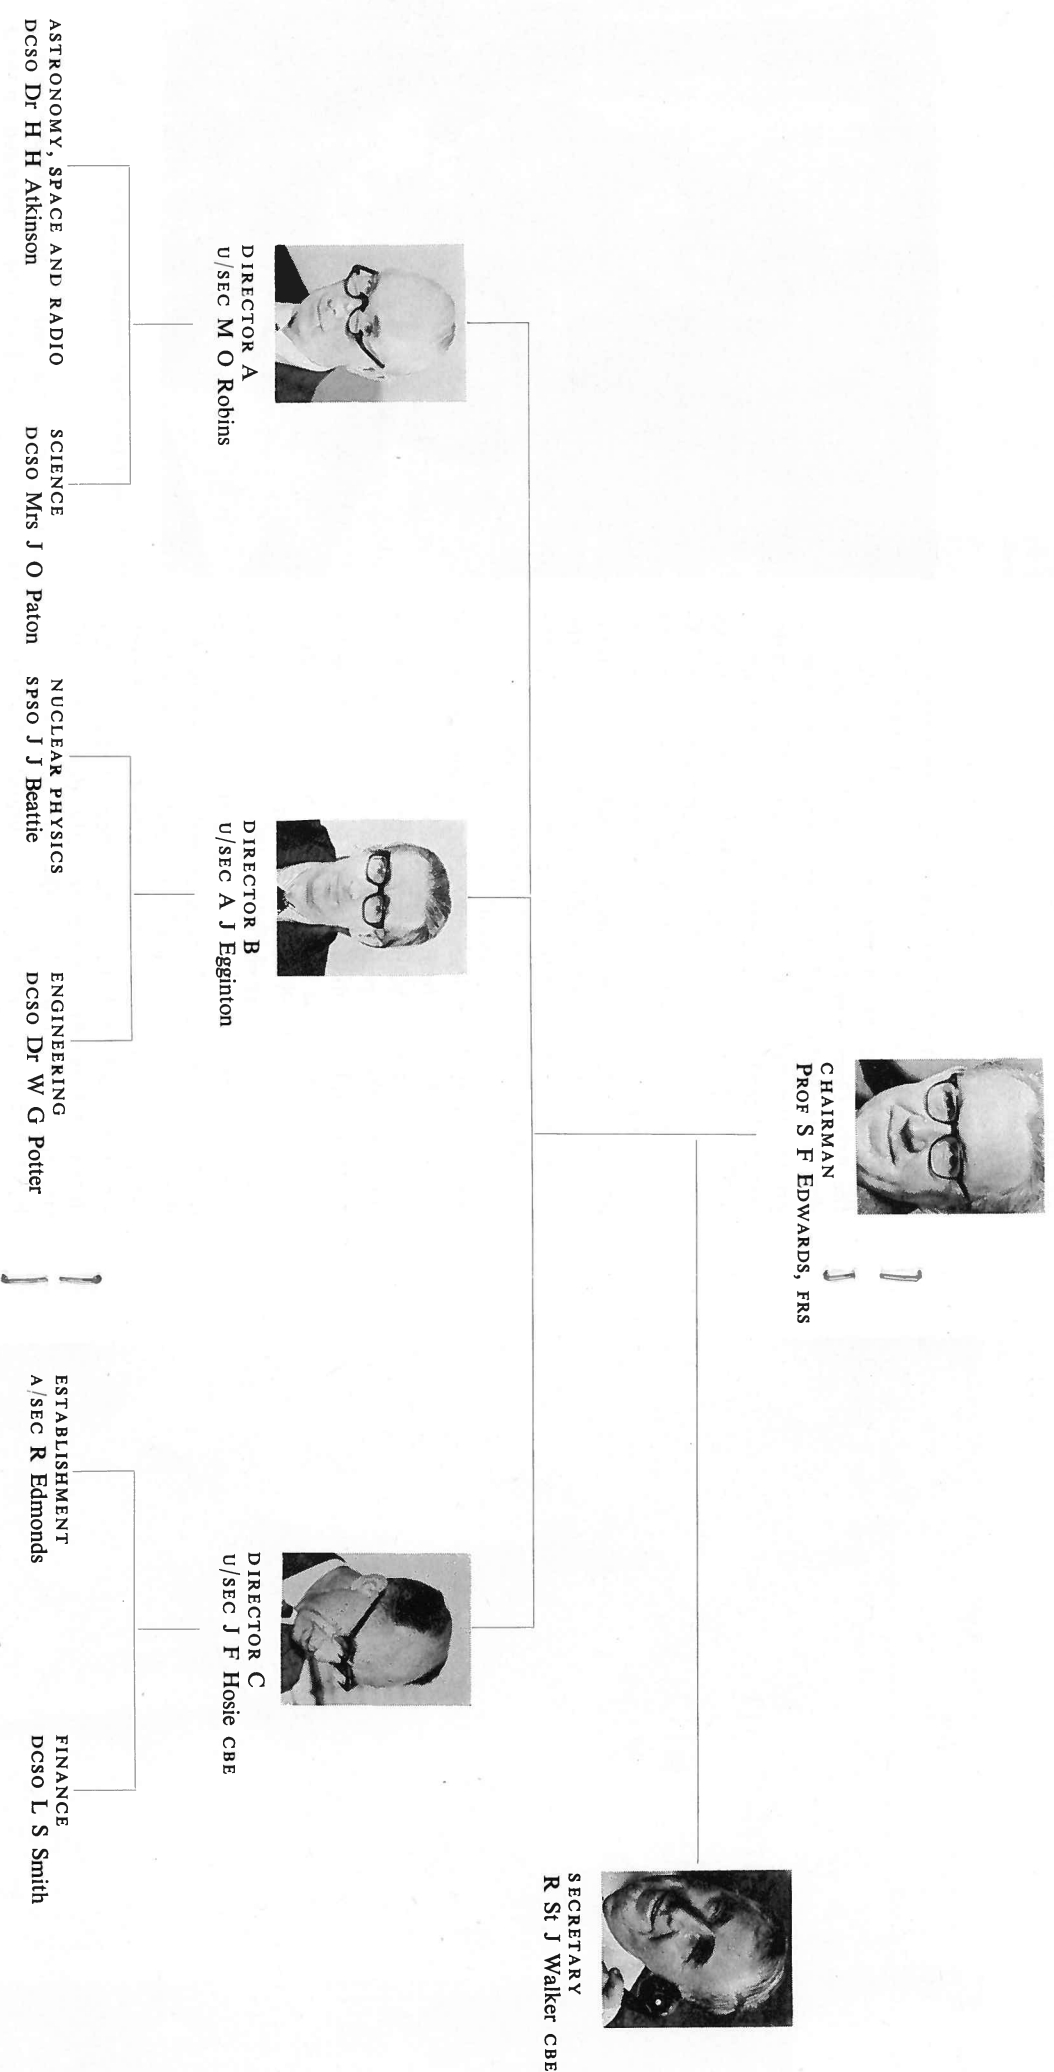 CHAIRMAN
PROF S F EDWARDS, FRS
SECRETARY
R St J Walker CBE
DIRECTOR A
U/SEC M O Robins
DIRECTOR B
U/SEC A J Egginton
DIRECTOR C
U/SEC J F Hosie CBE
ASTRONOMY, SPACE AND RADIO
DCSO Dr H H Atkinson
SCIENCE
DCSO Mrs J O Paton
NUCLEAR PHYSICS
SPSO J J Beattie
ENGINEERING
DCSO Dr W G Potter
ESTABLISHMENT
A/SEC R Edmonds
FINANCE
DCSO L S Smith